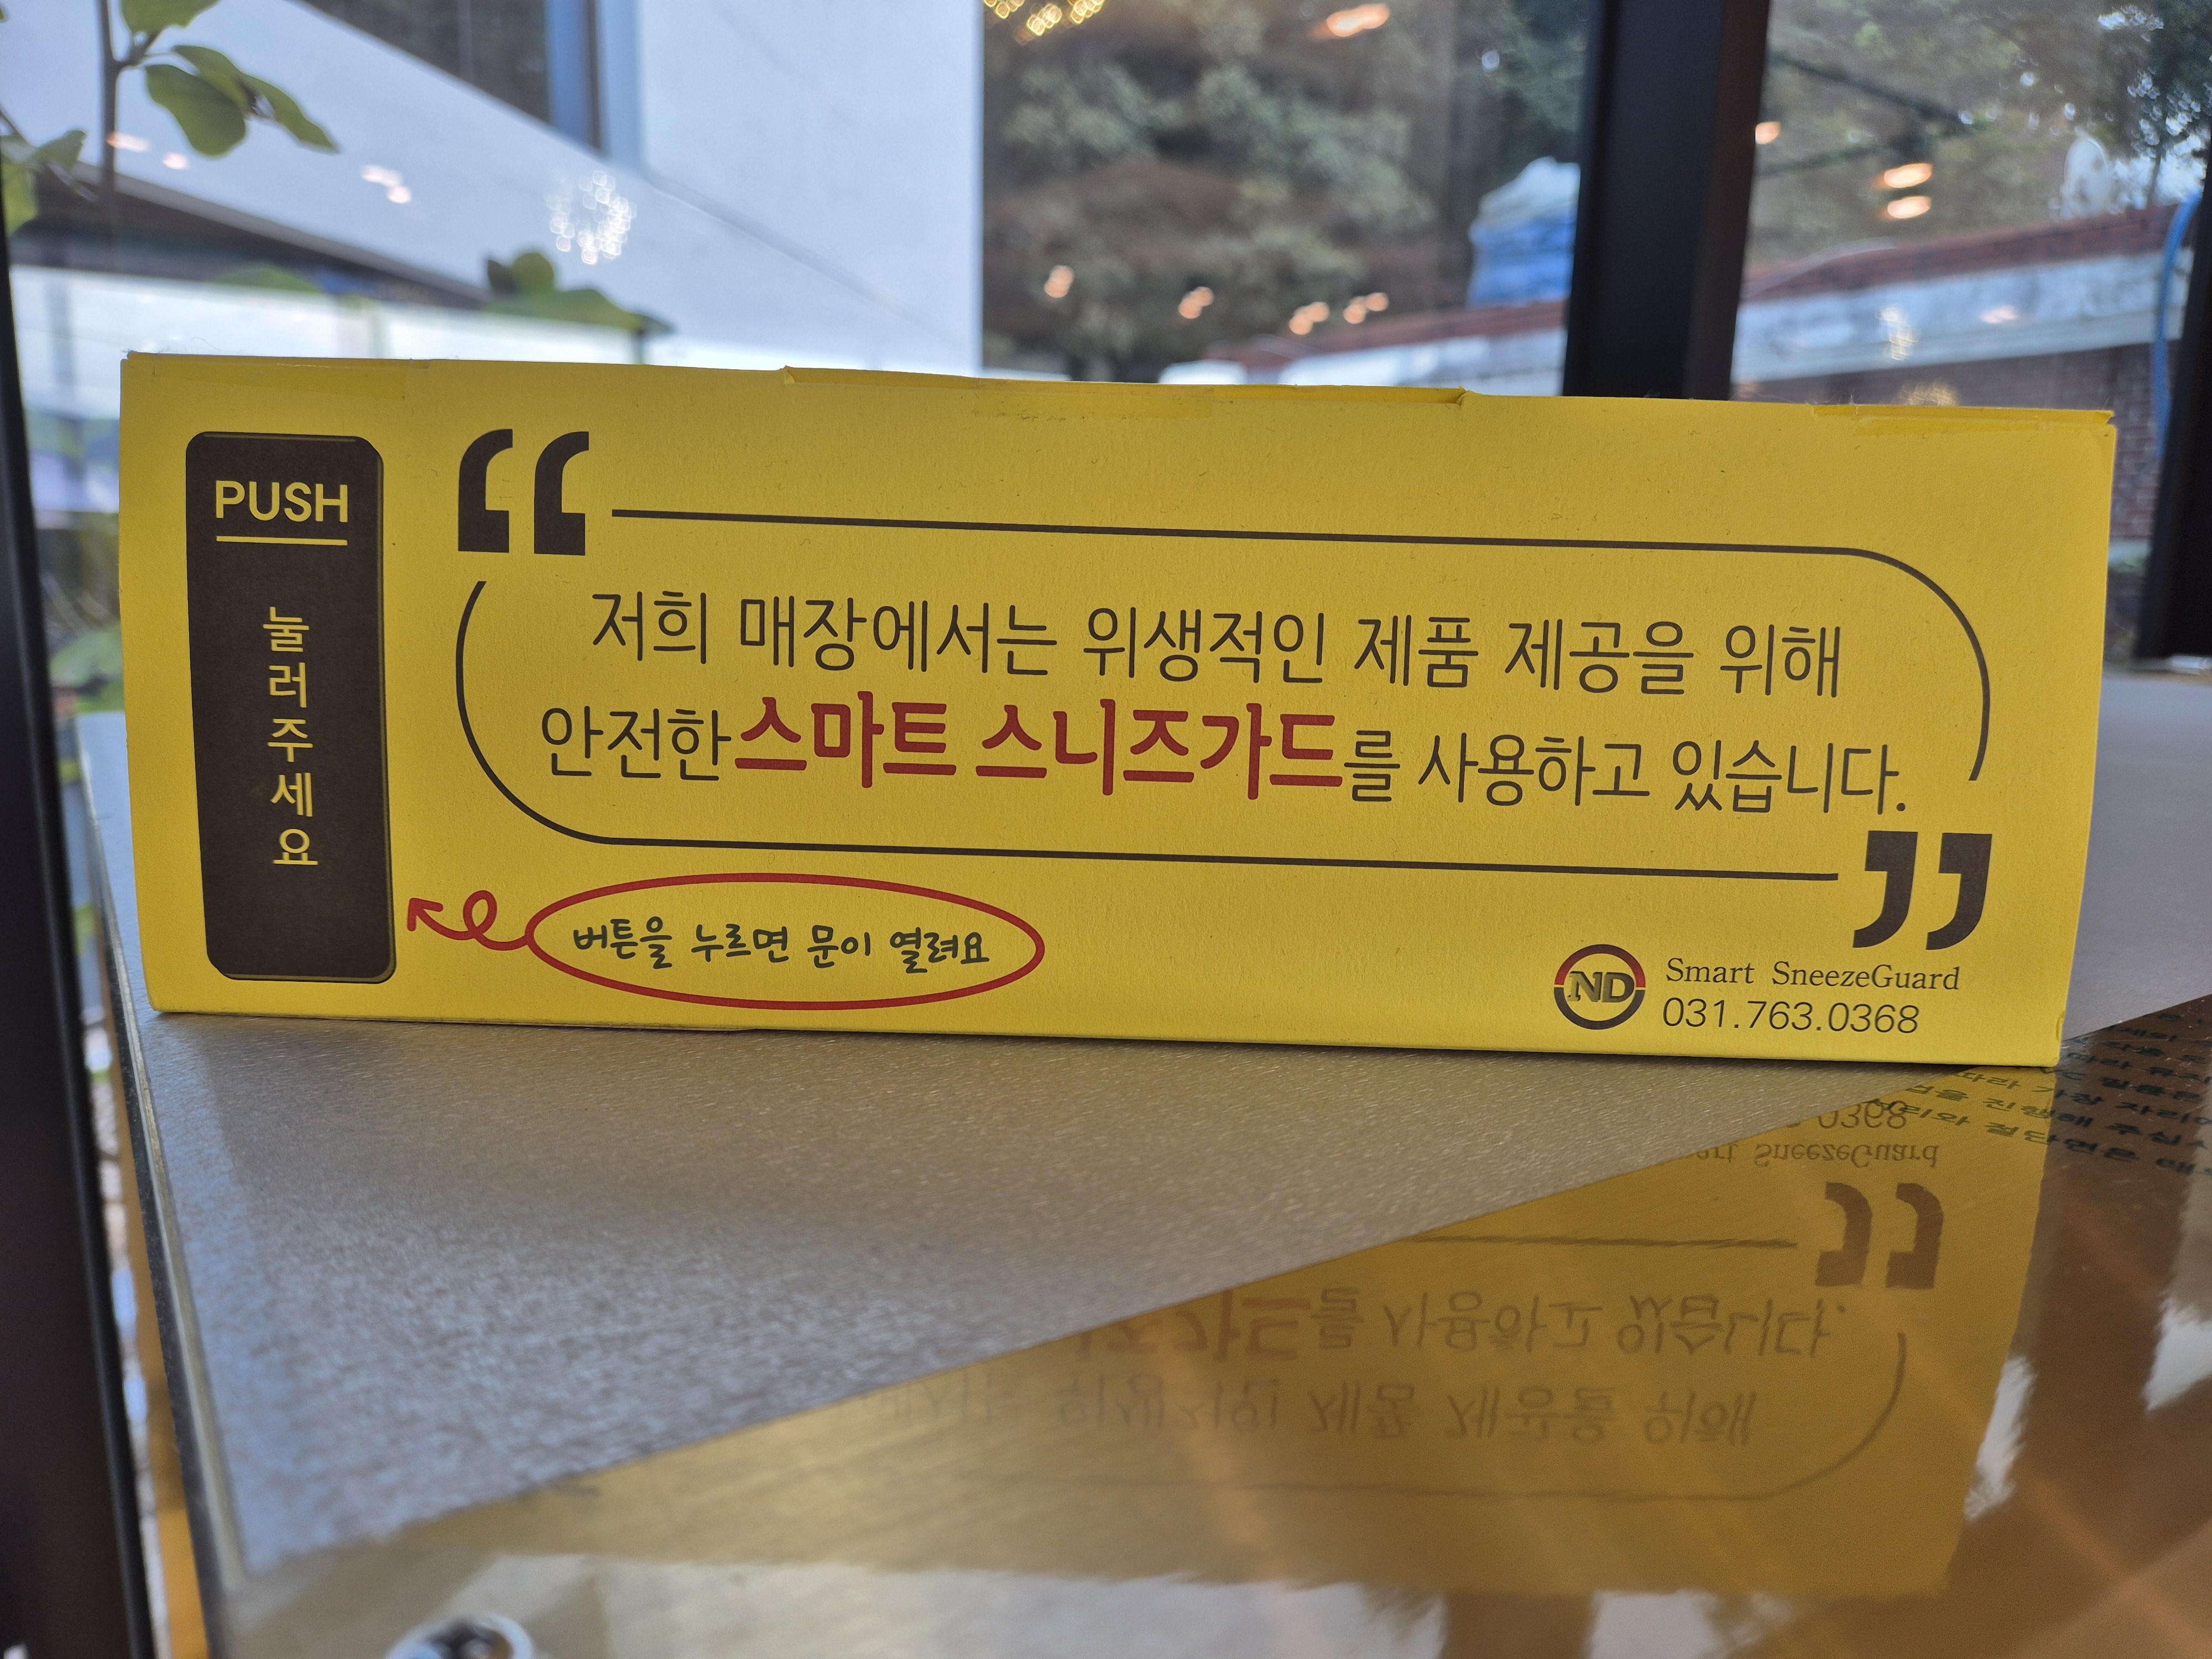 PUSH
눌러주세요
“
저희 매장에서는 위생적인 제품 제공을 위해
안전한 스마트 스니즈가드를 사용하고 있습니다.
”
버튼을 누르면 문이 열려요
ND
Smart SneezeGuard
031.763.0368